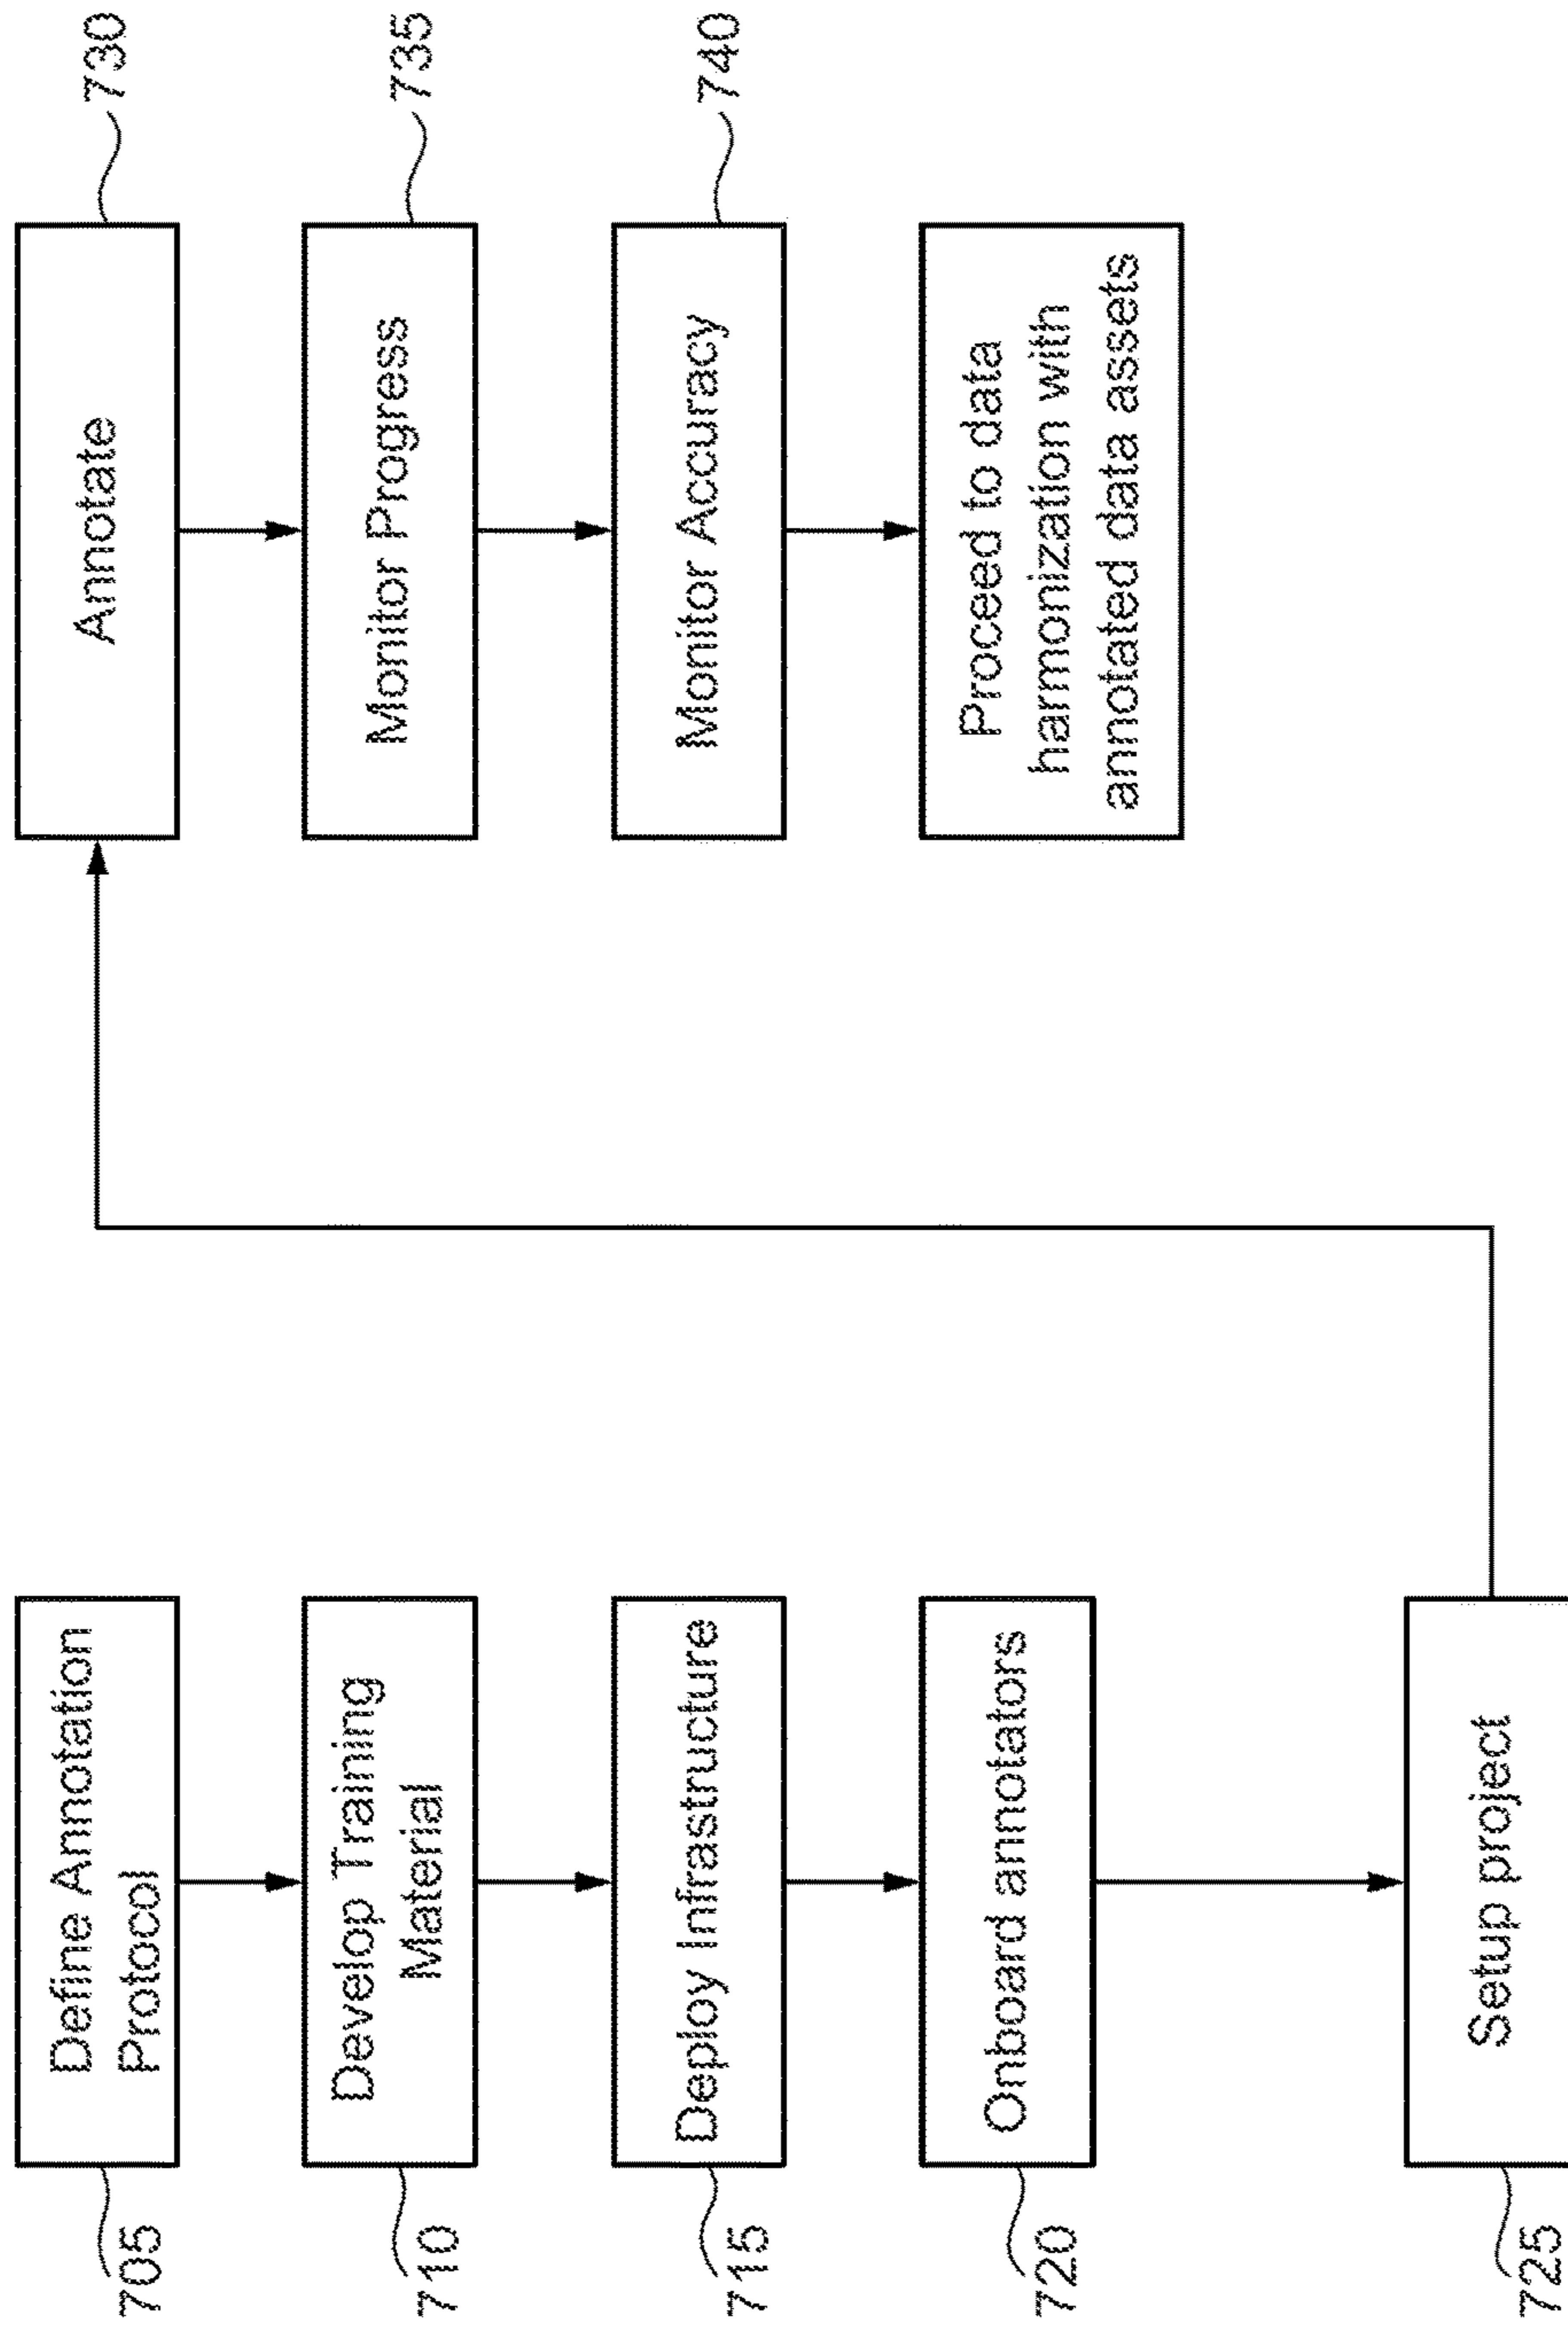 705
Define Annotation
Protocol
710
Develop Training
Material
715
Deploy Infrastructure
720
Onboard annotators
725
Setup project
Annotate
730
Monitor Progress
735
Monitor Accuracy
740
Proceed to data
harmonization with
annotated data assets